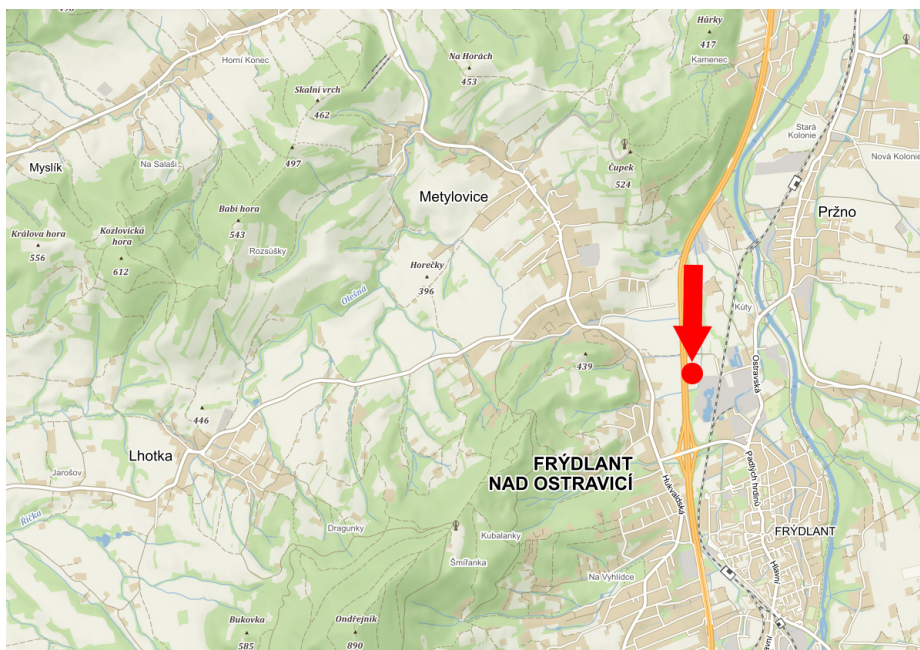 Hůrky
417
Kamenec
Horní Konec
Na Horách
453
Skalní vrch
462
Stará
Kolonie
Nová Kolonie
Myslík
Na Salaši
497
Čupek
524
Metylovice
Pržno
Babí hora
543
Králova hora
556
Kozlovická
hora
612
Rozsůšky
Horečky
396
Olešná
Kúty
439
Ostravská
446
Lhotka
Jarošov
FRÝDLANT
NAD OSTRAVICÍ
Hukvaldská
Padlých hrdinů
Řička
Dragunky
Kubalanky
Šmířanka
FRÝDLANT
Hlavní
Na Vyhlídce
Bukovka
585
Ondřejník
890